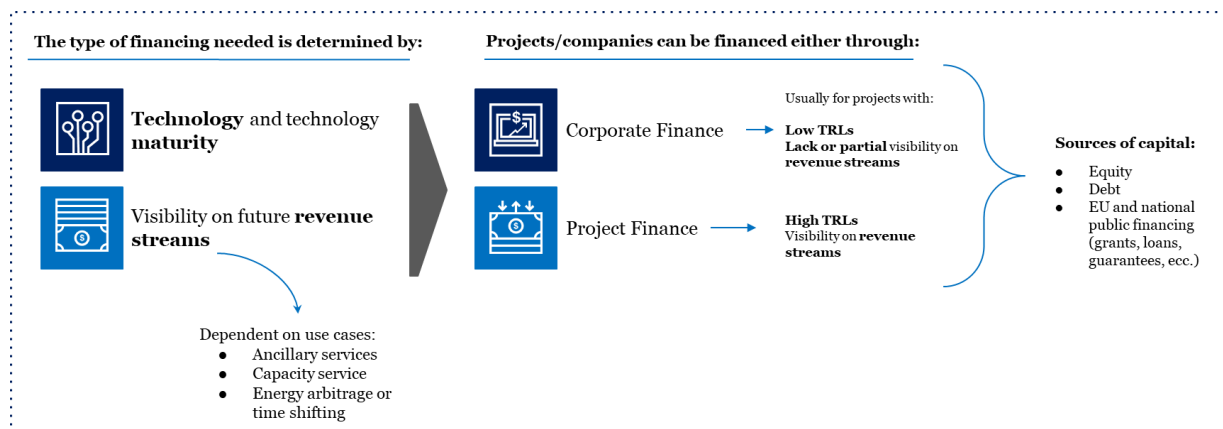 The type of financing needed is determined by:
Technology and technology
maturity
Visibility on future revenue
streams
Dependent on use cases:
● Ancillary services
● Capacity service
● Energy arbitrage or
time shifting
Projects/companies can be financed either through:
Corporate Finance
Usually for projects with:
Low TRLs
Lack or partial visibility on
revenue streams
Project Finance
High TRLs
Visibility on revenue
streams
Sources of capital:
● Equity
● Debt
● EU and national
public financing
(grants, loans,
guarantees, ecc.)